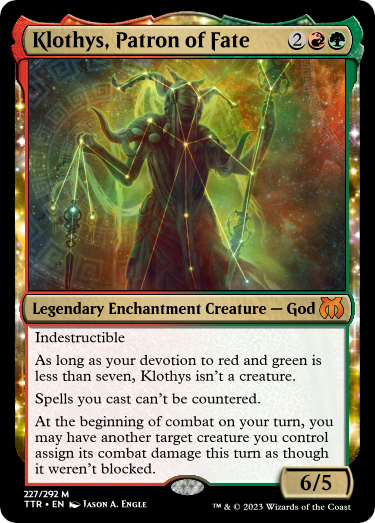 Klothys, Patron of Fate 2
Legendary Enchantment Creature — God
Indestructible
As long as your devotion to red and green is
less than seven, Klothys isn't a creature.
Spells you cast can't be countered.
At the beginning of combat on your turn, you
may have another target creature you control
assign its combat damage this turn as though
it weren't blocked.
6/5
227/292 M
TTR • EN Jason A. Engle
™ & © 2023 Wizards of the Coast